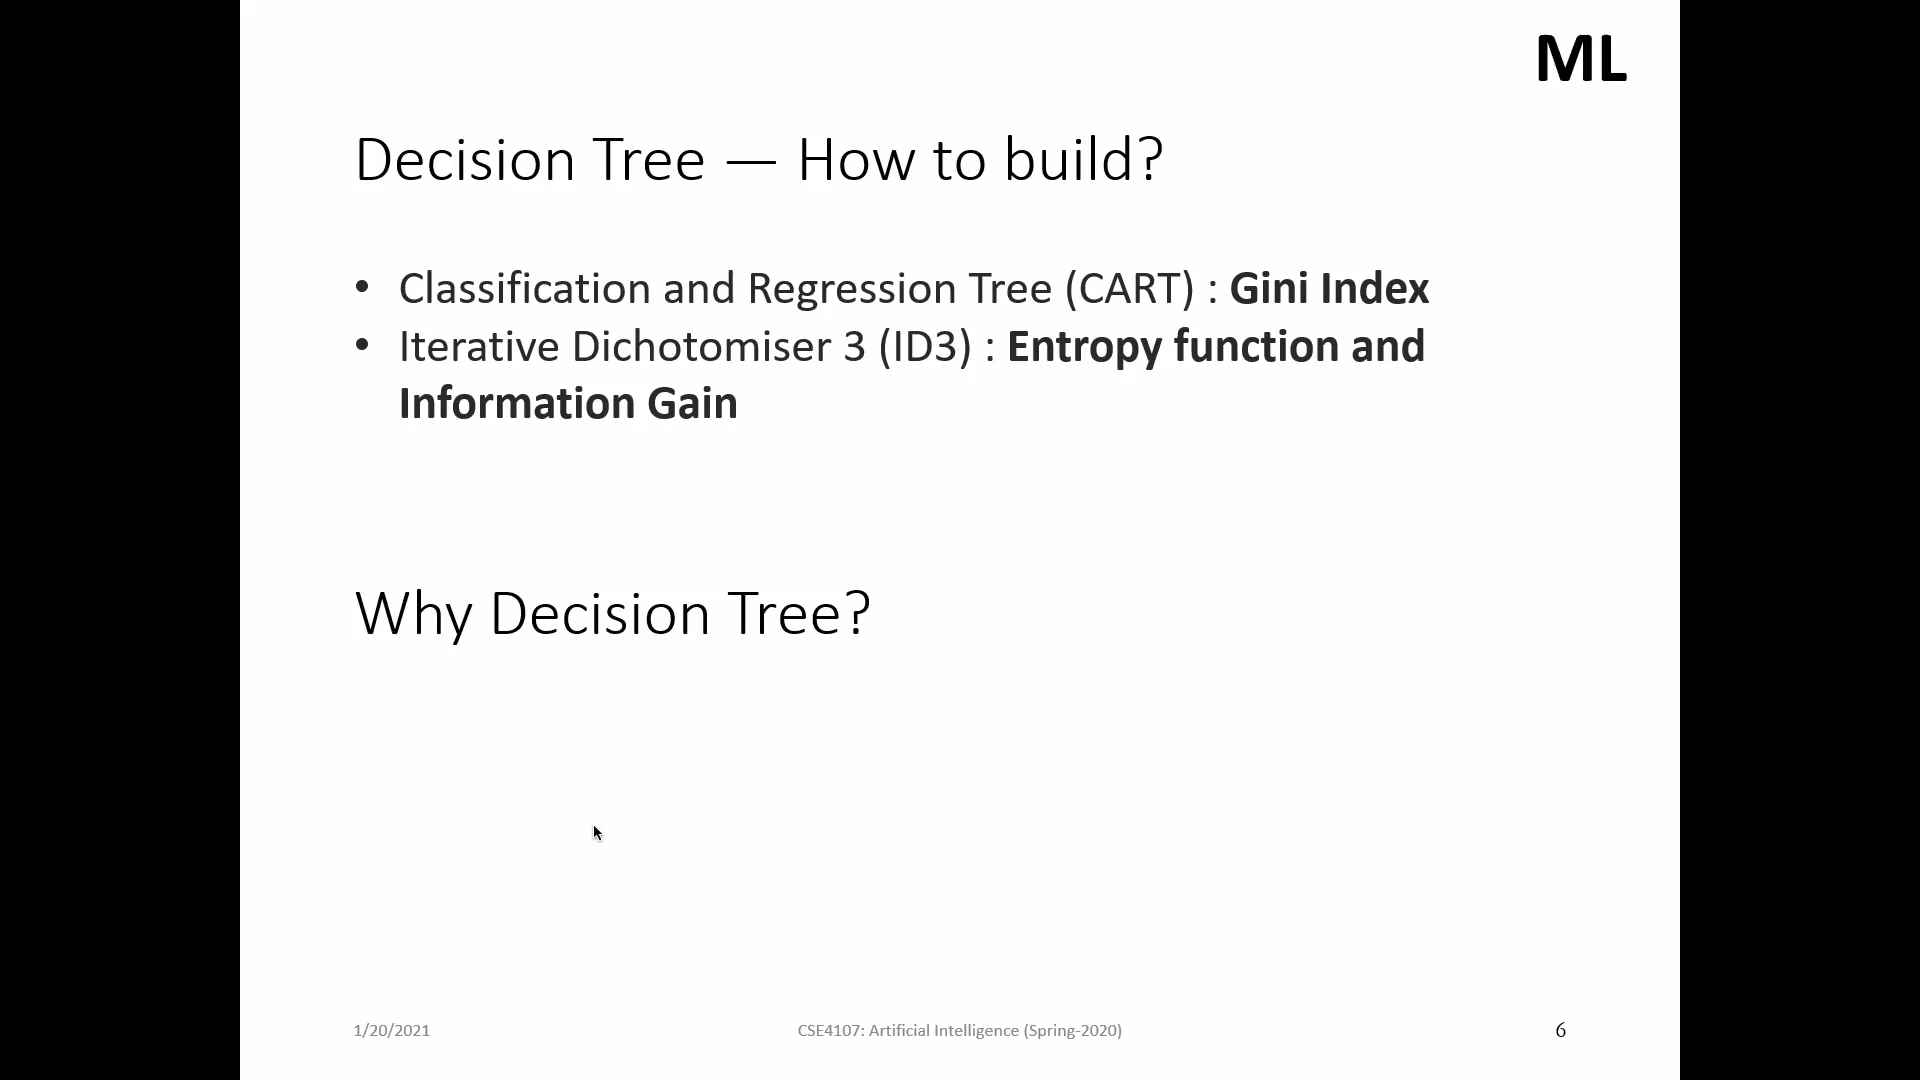 ML
Decision Tree — How to build?
• Classification and Regression Tree (CART) : Gini Index
• Iterative Dichotomiser 3 (ID3) : Entropy function and
Information Gain
Why Decision Tree?
1/20/2021
CSE4107: Artificial Intelligence (Spring-2020)
6